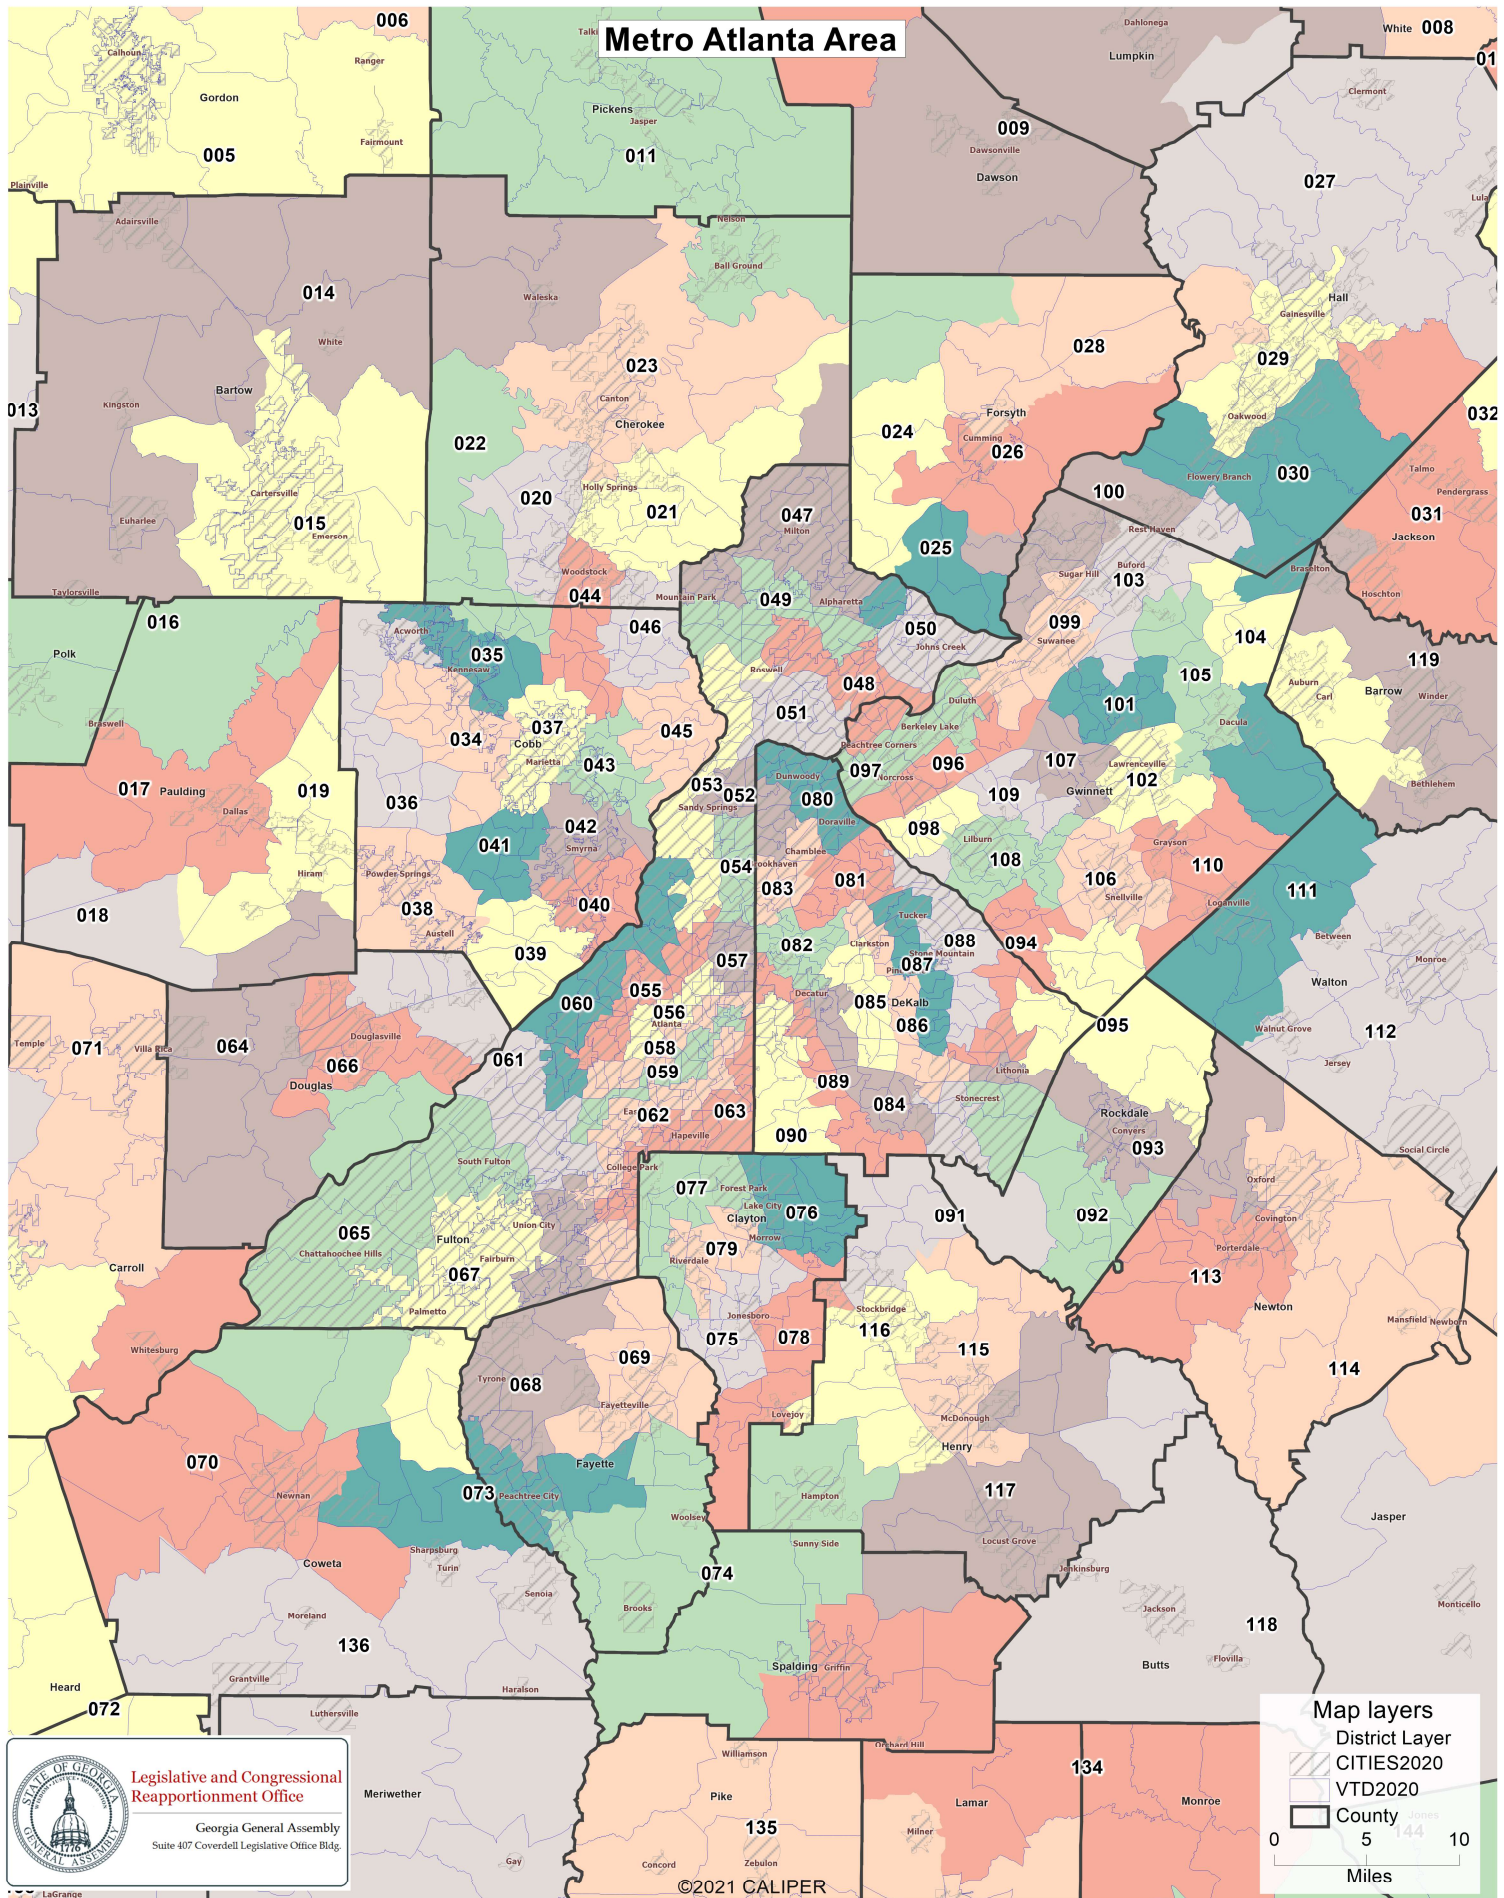 Metro Atlanta Area
006
White 008
01
Dahlonega
Talki
Calhoun
Ranger
Lumpkin
Clermont
Gordon
Pickens
Jasper
009
Fairmount
Dawsonville
005
011
Dawson
027
Plainville
Lula
Adairsville
Nelson
Ball Ground
014
Waleska
Hall
Gainesville
White
028
029
023
Bartow
Canton
013
Kingston
Cherokee
Forsyth
032
Oakwood
024
Cumming
022
026
Talmo
030
Flowery Branch
Cartersville
Holly Springs
020
100
Pendergrass
021
047
031
Euharlee
015
Milton
Rest Haven
Emerson
Jackson
025
Buford
Braselton
Woodstock
Sugar Hill
103
Taylorsville
044
Mountain Park
049
Alpharetta
Hoschton
016
046
050
099
Acworth
Suwanee
104
Johns Creek
Polk
035
119
Kennesaw
Roswell
048
105
Auburn
Carl
Barrow
Winder
Duluth
101
051
Braswell
037
Berkeley Lake
Dacula
034
045
Cobb
Peachtree Corners
Marietta
043
096
107
Lawrenceville
097
Norcross
102
Dunwoody
053
Bethlehem
017
Paulding
019
052
Gwinnett
109
036
080
Sandy Springs
Dallas
Doraville
042
098
Lilburn
Grayson
041
Smyrna
Chamblee
108
054
ookhaven
110
Hiram
Powder Springs
083
081
106
111
Snellville
040
Loganville
038
018
Tucker
Austell
Between
088
094
082
Clarkston
039
Stone Mountain
057
087
Monroe
Pin
055
Walton
Decatur
060
085
DeKalb
056
Atlanta
086
095
Walnut Grove
112
Temple
071
Villa Rica
064
Douglasville
058
061
066
059
Jersey
Lithonia
Douglas
089
Stonecrest
084
Eas
062
063
Rockdale
Conyers
Hapeville
090
093
Social Circle
South Fulton
College Park
Oxford
077
Forest Park
Lake City
076
091
092
Covington
Clayton
065
Union City
Morrow
Fulton
079
Porterdale
Chattahoochee Hills
Riverdale
Fairburn
Carroll
067
113
Newton
Palmetto
Jonesboro
Stockbridge
Mansfield
Newborn
116
075
078
Whitesburg
115
069
114
Tyrone
068
Fayetteville
Lovejoy
McDonough
Henry
070
Fayette
073
117
Newnan
Peachtree City
Hampton
Jasper
Woolsey
Sunny Side
Locust Grove
Sharpsburg
Coweta
Turin
Jenkinsburg
074
Senoia
Monticello
Brooks
Jackson
Moreland
118
136
Butts
Flovilla
Spalding
Griffin
Grantville
Heard
Haralson
072
Luthersville
Orchard Hill
Williamson
134
Meriwether
Pike
Lamar
Monroe
135
Milner
Gay
Concord
Zebulon
LaGrange
Map layers
District Layer
CITIES2020
VTD2020
County
Jones
144
0 5 10
Miles
STATE OF GEORGIA
GENERAL ASSEMBLY
1776
Legislative and Congressional
Reapportionment Office
Georgia General Assembly
Suite 407 Coverdell Legislative Office Bldg.
©2021 CALIPER